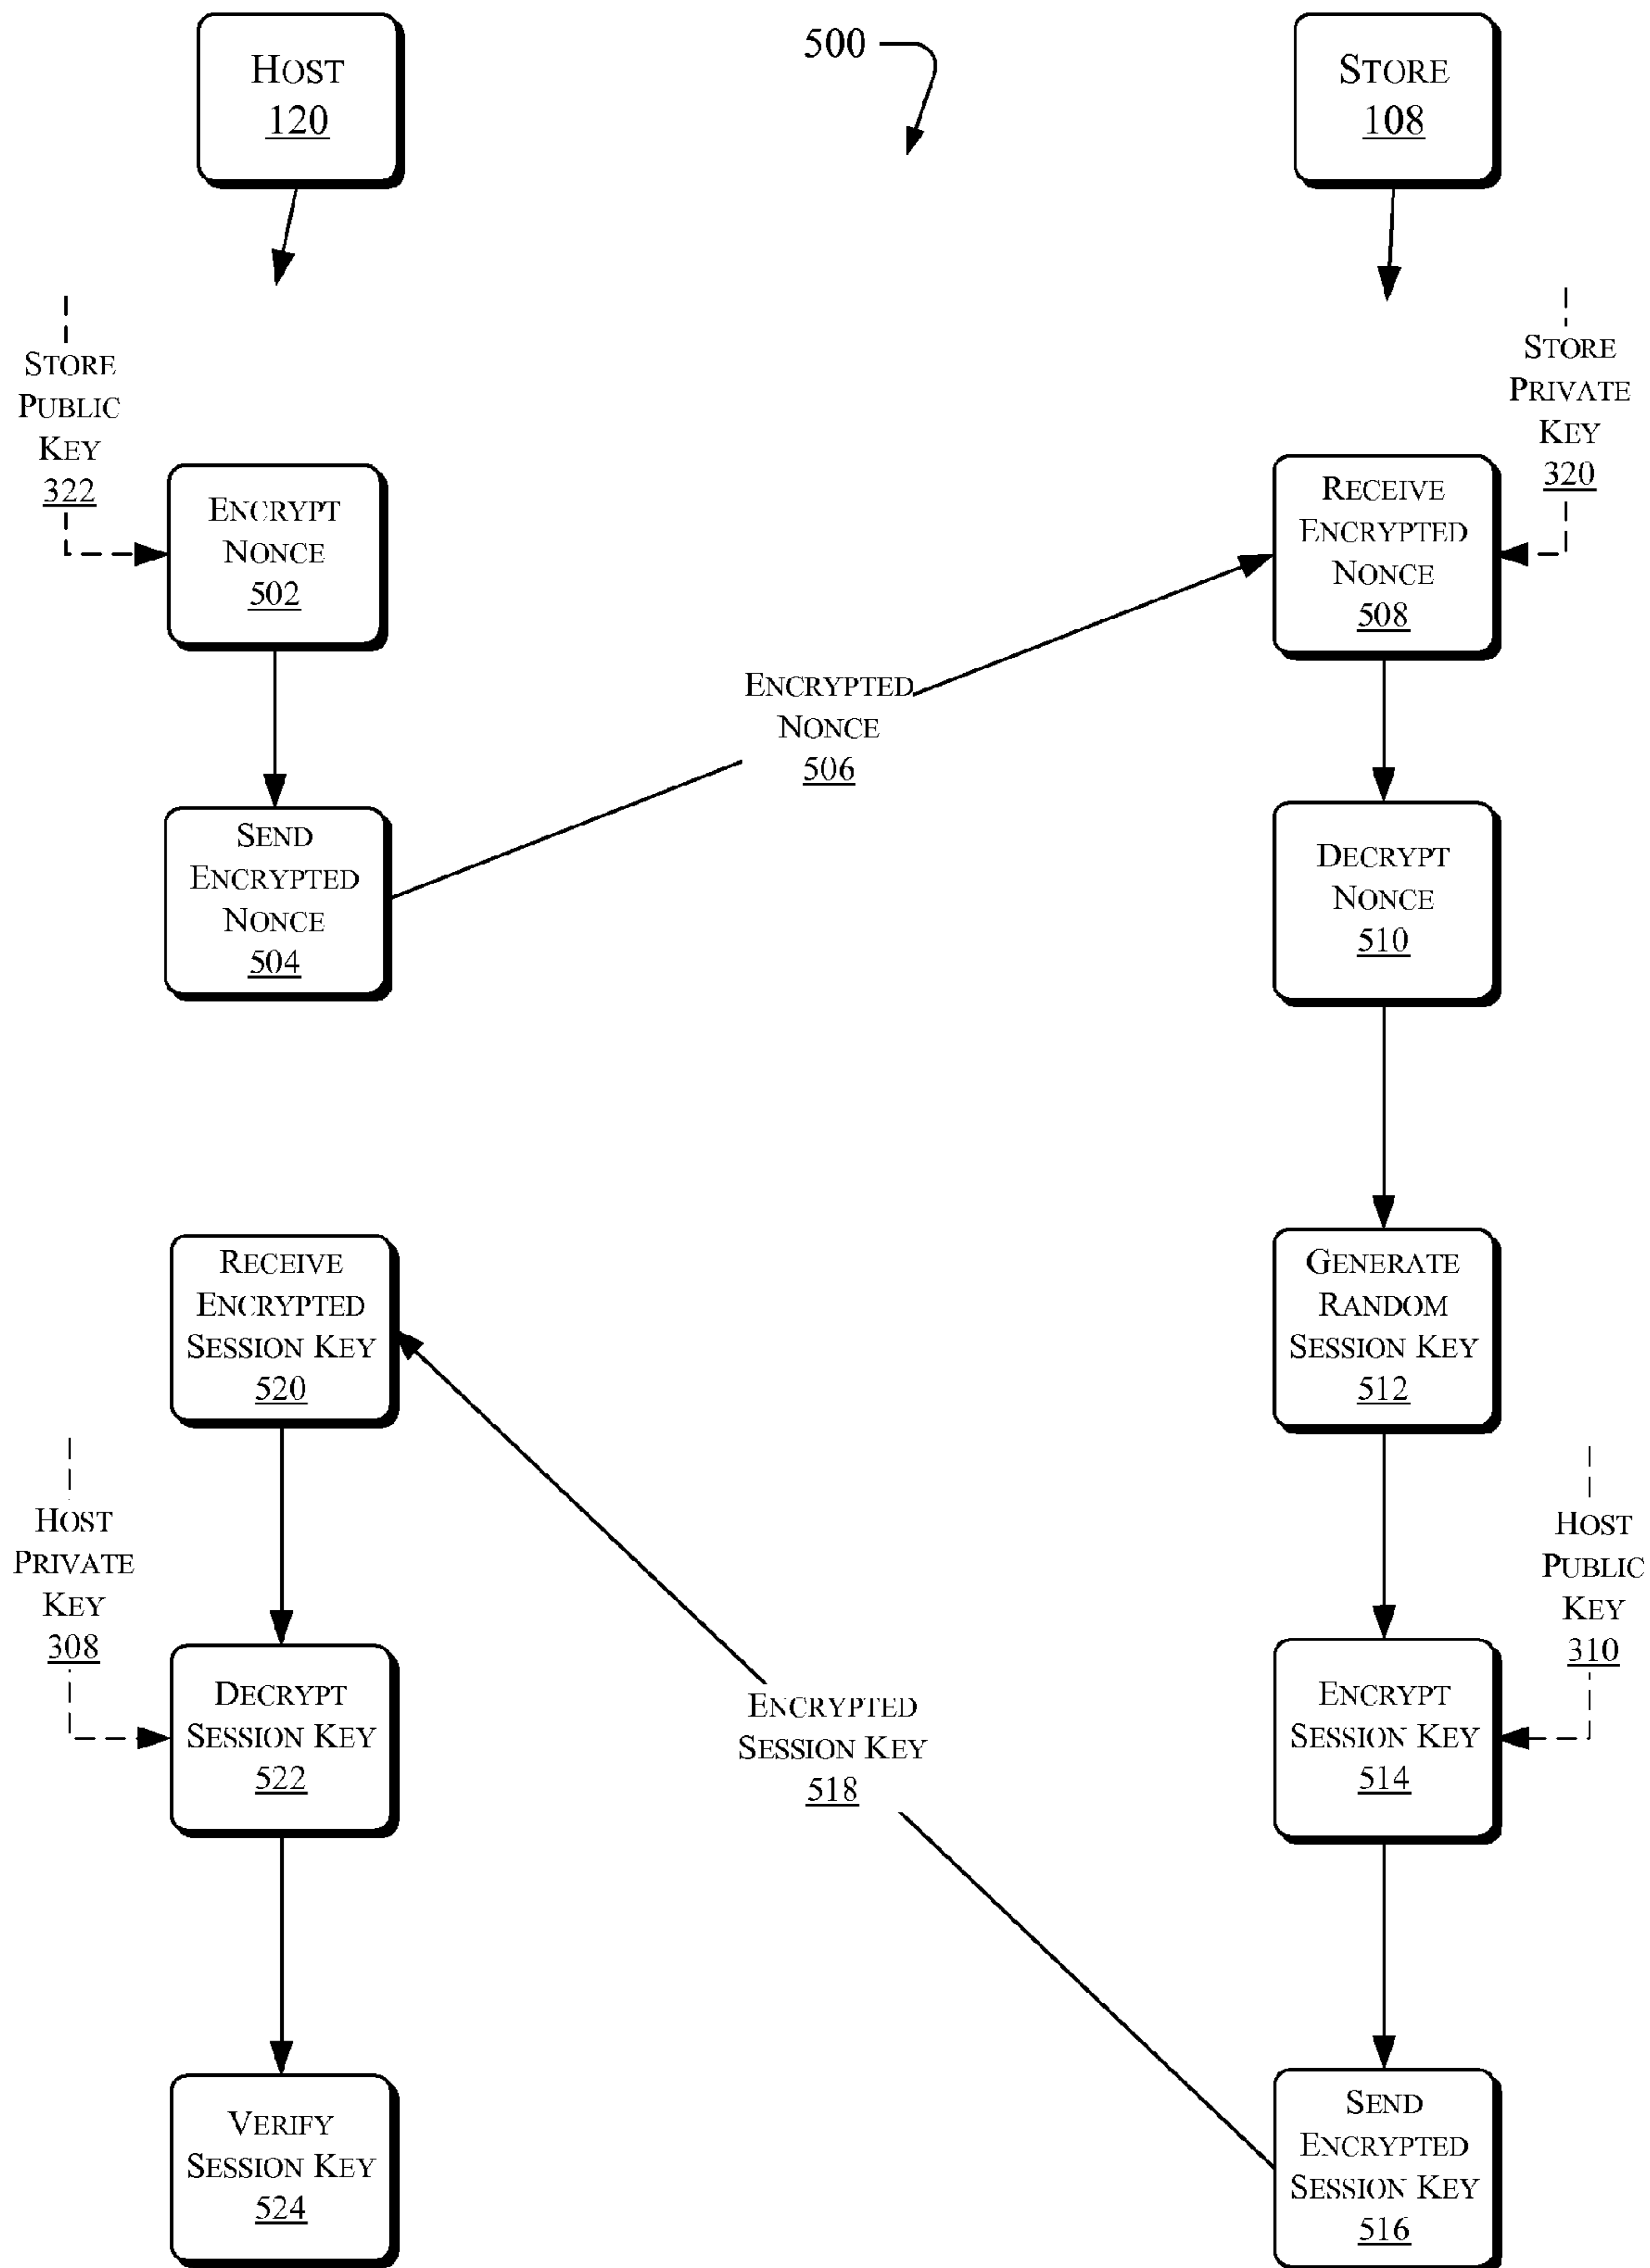 HOST
120
500
STORE
108
STORE
PUBLIC
KEY
322
STORE
PRIVATE
KEY
320
ENCRYPT
NONCE
502
RECEIVE
ENCRYPTED
NONCE
508
ENCRYPTED
NONCE
506
SEND
ENCRYPTED
NONCE
504
DECRYPT
NONCE
510
RECEIVE
ENCRYPTED
SESSION KEY
520
GENERATE
RANDOM
SESSION KEY
512
HOST
PRIVATE
KEY
308
HOST
PUBLIC
KEY
310
DECRYPT
SESSION KEY
522
ENCRYPTED
SESSION KEY
518
ENCRYPT
SESSION KEY
514
VERIFY
SESSION KEY
524
SEND
ENCRYPTED
SESSION KEY
516